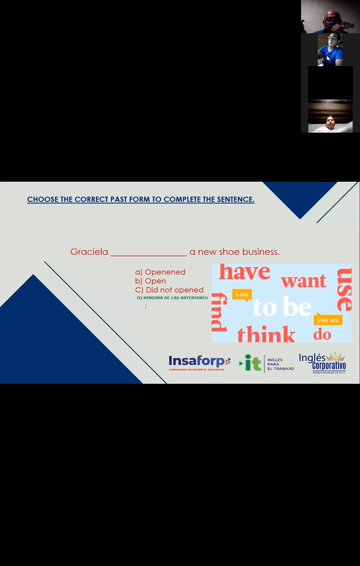 CHOOSE THE CORRECT PAST FORM TO COMPLETE THE SENTENCE.
Graciela ________________ a new shoe business.
a) Openened
b) Open
C) Did not opened
D) NINGUNA DE LAS ANTERIORES
have
want
use
I am
find
to be
you are
think
do
Insaforp
it
INGLÉS
PARA
EL TRABAJO
Inglés
Corporativo